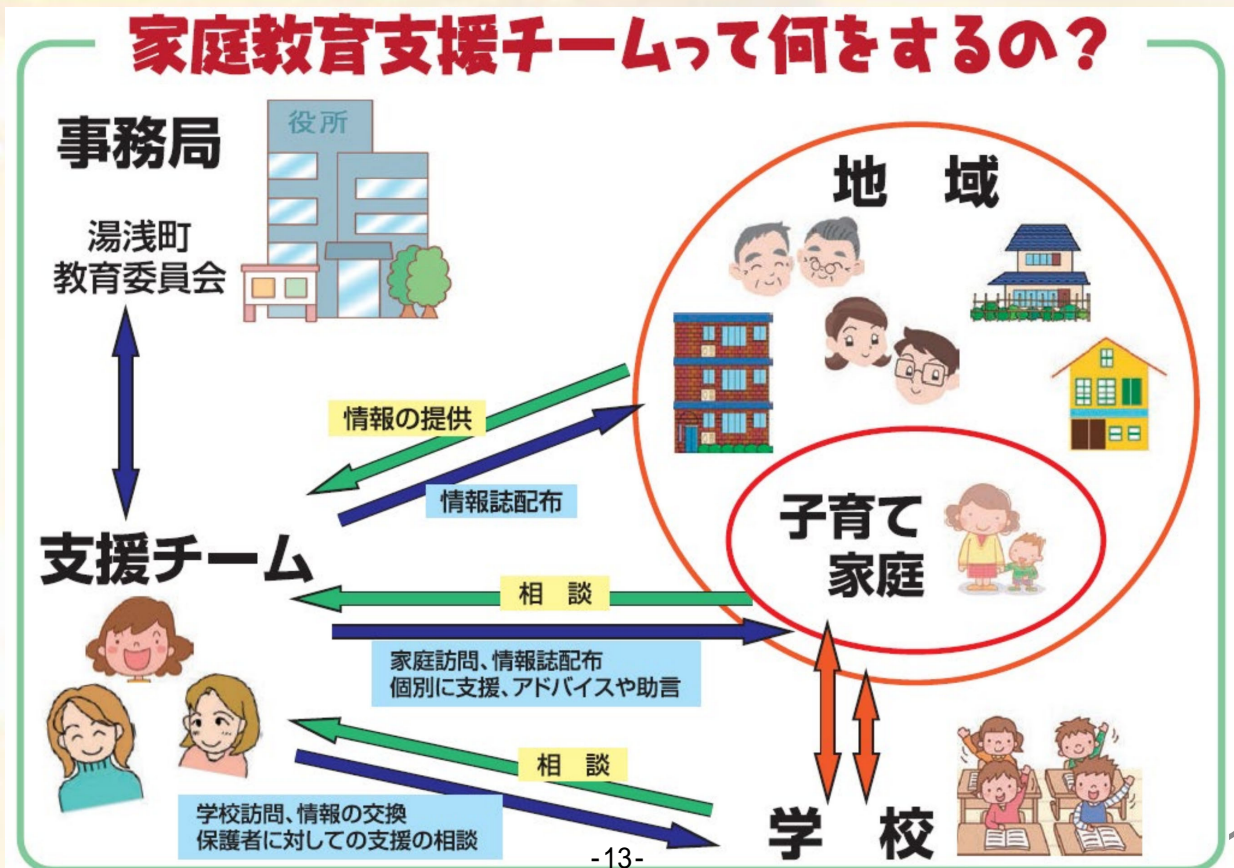 家庭教育支援チームって何をするの？
事務局
役所
湯浅町
教育委員会
地 域
情報の提供
情報誌配布
子育て
家庭
支援チーム
相 談
家庭訪問、情報誌配布
個別に支援、アドバイスや助言
相 談
学校訪問、情報の交換
保護者に対しての支援の相談
学 校
-13-